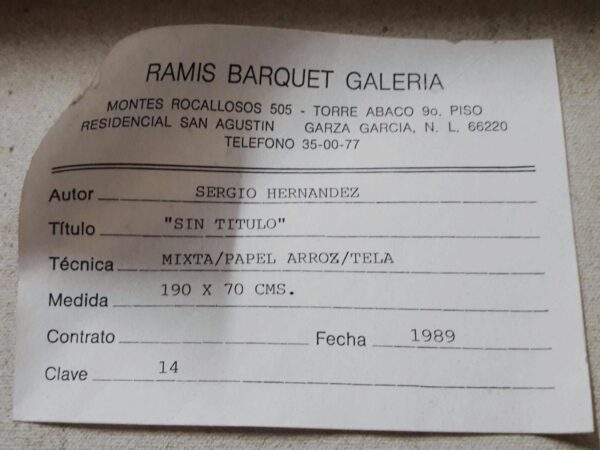 RAMIS BARQUET GALERIA
MONTES ROCALLOSOS 505 - TORRE ABACO 9o. PISO
RESIDENCIAL SAN AGUSTIN GARZA GARCIA, N. L. 66220
TELEFONO 35-00-77
Autor SERGIO HERNANDEZ
Título "SIN TITULO"
Técnica MIXTA/PAPEL ARROZ/TELA
Medida 190 X 70 CMS.
Contrato Fecha 1989
Clave 14